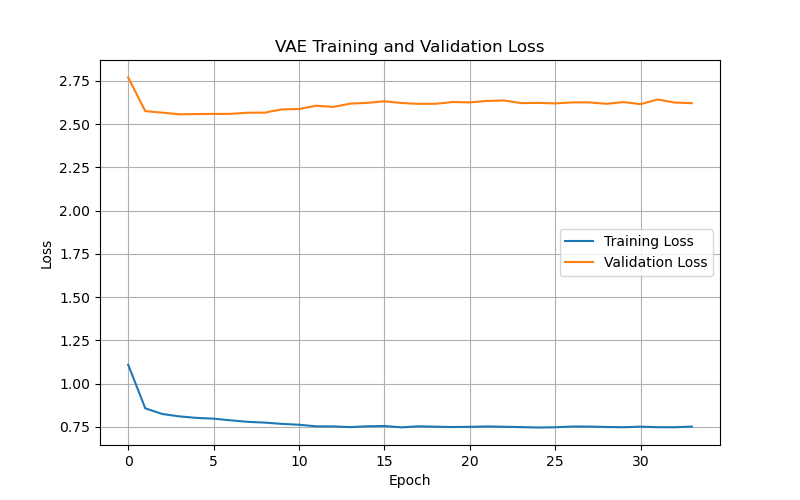 VAE Training and Validation Loss
2.75
2.50
2.25
2.00
1.75
1.50
1.25
1.00
0.75
Loss
Training Loss
Validation Loss
0 5 10 15 20 25 30
Epoch